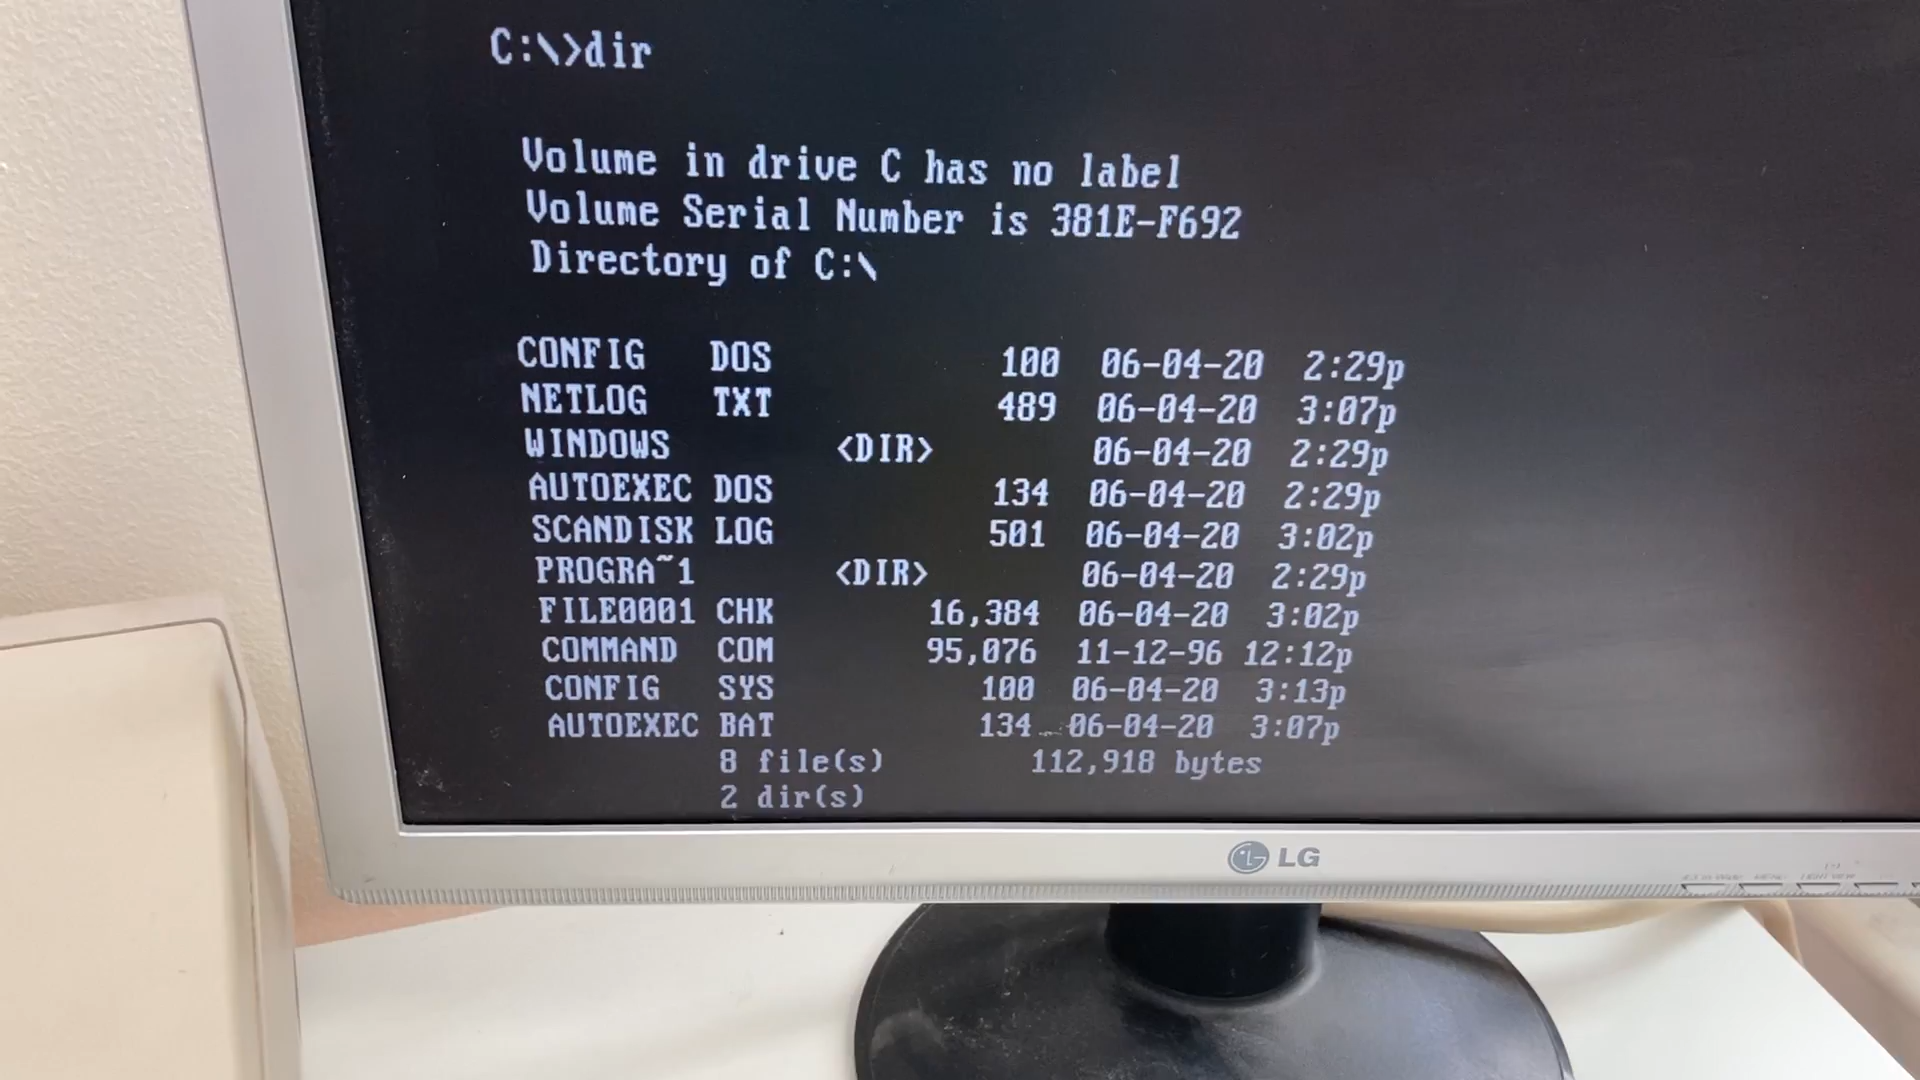 C:\>dir
Volume in drive C has no label
Volume Serial Number is 381E-F692
Directory of C:\
CONFIG DOS 100 06-04-20 2:29p
NETLOG TXT 489 06-04-20 3:07p
WINDOWS <DIR> 06-04-20 2:29p
AUTOEXEC DOS 134 06-04-20 2:29p
SCANDISK LOG 501 06-04-20 3:02p
PROGRA~1 <DIR> 06-04-20 2:29p
FILE0001 CHK 16,384 06-04-20 3:02p
COMMAND COM 95,076 11-12-96 12:12p
CONFIG SYS 100 06-04-20 3:13p
AUTOEXEC BAT 134 06-04-20 3:07p
8 file(s) 112,918 bytes
2 dir(s)
LG